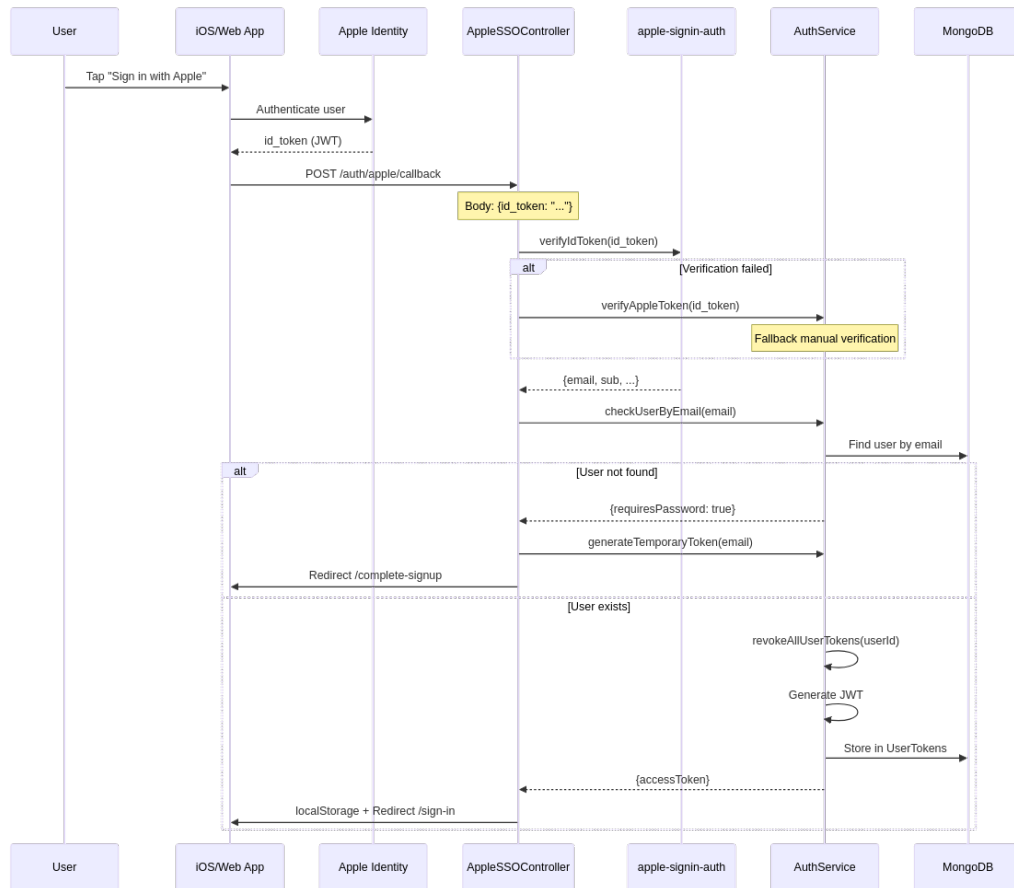 User
iOS/Web App
Apple Identity
AppleSSOController
apple-signin-auth
AuthService
MongoDB
Tap "Sign in with Apple"
Authenticate user
id_token (JWT)
POST /auth/apple/callback
Body: {id_token: "..."}
verifyIdToken(id_token)
alt
[Verification failed]
verifyAppleToken(id_token)
Fallback manual verification
{email, sub, ...}
checkUserByEmail(email)
Find user by email
alt
[User not found]
{requiresPassword: true}
generateTemporaryToken(email)
Redirect /complete-signup
[User exists]
revokeAllUserTokens(userId)
Generate JWT
Store in UserTokens
{accessToken}
localStorage + Redirect /sign-in
User
iOS/Web App
Apple Identity
AppleSSOController
apple-signin-auth
AuthService
MongoDB